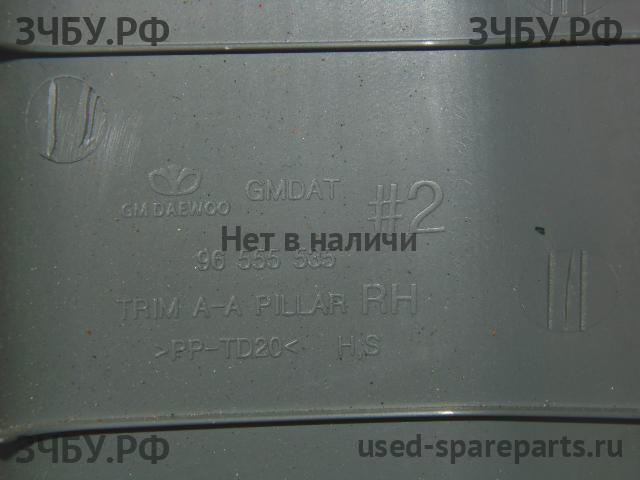 ЗЧБУ.РФ ЗЧБУ.РФ
GM DAEWOO GMDAT #2
Нет в наличи
96 555 535
TRIM A-A PILLAR RH
>PP-TD20< H.S
ЗЧБУ.РФ used-spareparts.ru